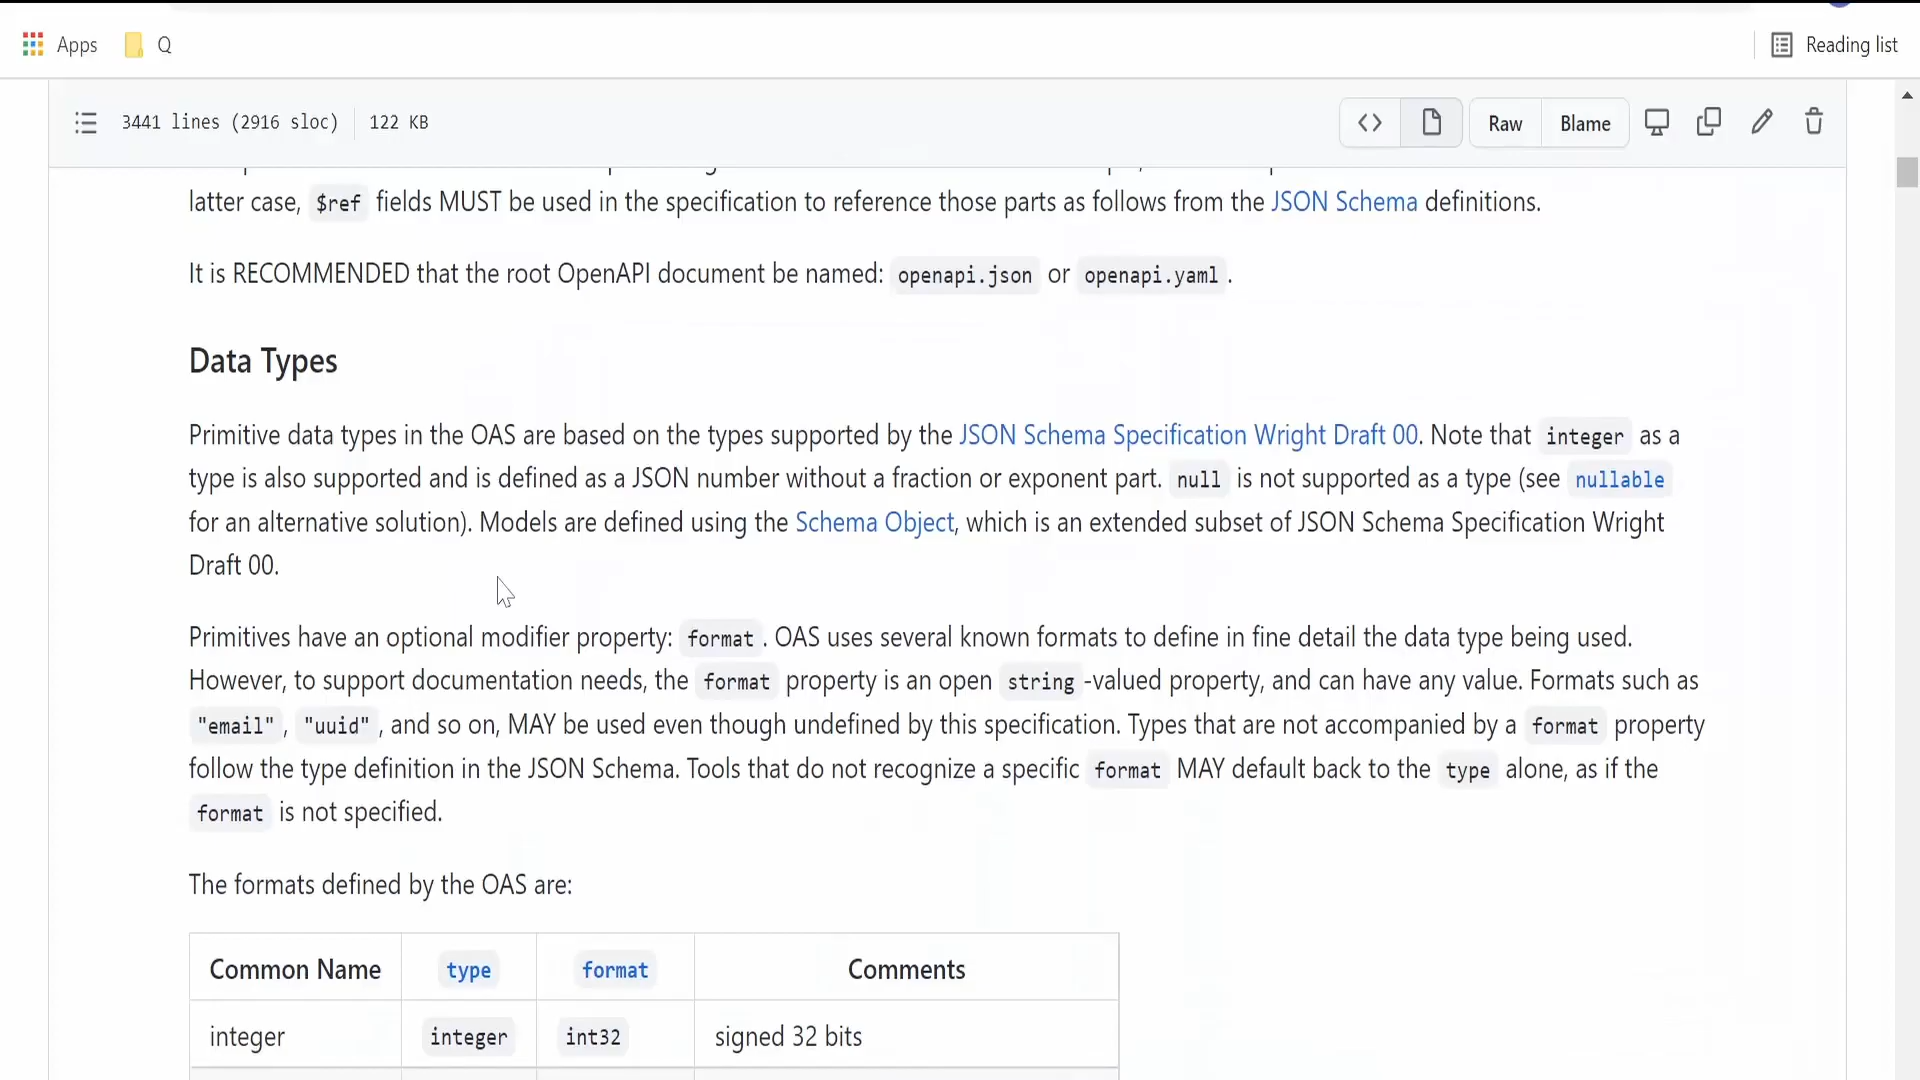 Apps Q Reading list
3441 lines (2916 sloc) 122 KB Raw Blame
latter case, $ref fields MUST be used in the specification to reference those parts as follows from the JSON Schema definitions.
It is RECOMMENDED that the root OpenAPI document be named: openapi.json or openapi.yaml.
Data Types
Primitive data types in the OAS are based on the types supported by the JSON Schema Specification Wright Draft 00. Note that integer as a
type is also supported and is defined as a JSON number without a fraction or exponent part. null is not supported as a type (see nullable
for an alternative solution). Models are defined using the Schema Object, which is an extended subset of JSON Schema Specification Wright
Draft 00.
Primitives have an optional modifier property: format. OAS uses several known formats to define in fine detail the data type being used.
However, to support documentation needs, the format property is an open string-valued property, and can have any value. Formats such as
"email", "uuid", and so on, MAY be used even though undefined by this specification. Types that are not accompanied by a format property
follow the type definition in the JSON Schema. Tools that do not recognize a specific format MAY default back to the type alone, as if the
format is not specified.
The formats defined by the OAS are:
Common Name type format Comments
integer integer int32 signed 32 bits